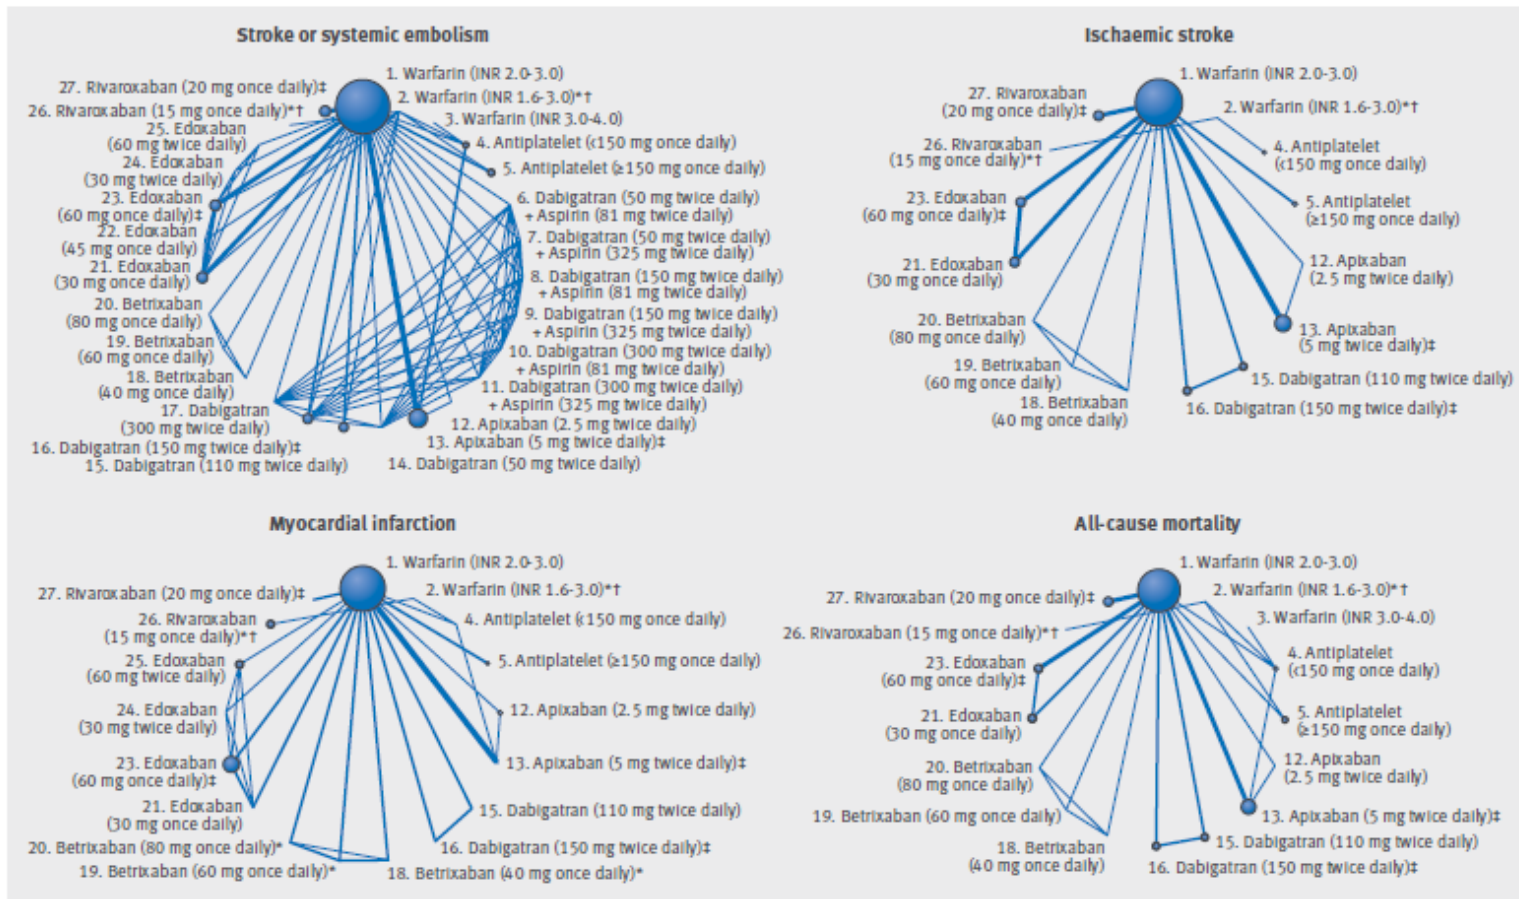 Stroke or systemic embolism
1. Warfarin (INR 2.0-3.0)
2. Warfarin (INR 1.6-3.0)*†
3. Warfarin (INR 3.0-4.0)
4. Antiplatelet (<150 mg once daily)
5. Antiplatelet (≥150 mg once daily)
6. Dabigatran (50 mg twice daily)
+ Aspirin (81 mg twice daily)
7. Dabigatran (50 mg twice daily)
+ Aspirin (325 mg twice daily)
8. Dabigatran (150 mg twice daily)
+ Aspirin (81 mg twice daily)
9. Dabigatran (150 mg twice daily)
+ Aspirin (325 mg twice daily)
10. Dabigatran (300 mg twice daily)
+ Aspirin (81 mg twice daily)
11. Dabigatran (300 mg twice daily)
+ Aspirin (325 mg twice daily)
12. Apixaban (2.5 mg twice daily)
13. Apixaban (5 mg twice daily)‡
14. Dabigatran (50 mg twice daily)
15. Dabigatran (110 mg twice daily)
16. Dabigatran (150 mg twice daily)‡
17. Dabigatran
(300 mg twice daily)
18. Betrixaban
(40 mg once daily)
19. Betrixaban
(60 mg once daily)
20. Betrixaban
(80 mg once daily)
21. Edoxaban
(30 mg once daily)
22. Edoxaban
(45 mg once daily)
23. Edoxaban
(60 mg once daily)‡
24. Edoxaban
(30 mg twice daily)
25. Edoxaban
(60 mg twice daily)
26. Rivaroxaban (15 mg once daily)*†
27. Rivaroxaban (20 mg once daily)‡
Ischaemic stroke
1. Warfarin (INR 2.0-3.0)
2. Warfarin (INR 1.6-3.0)*†
4. Antiplatelet
(<150 mg once daily)
5. Antiplatelet
(≥150 mg once daily)
12. Apixaban
(2.5 mg twice daily)
13. Apixaban
(5 mg twice daily)‡
15. Dabigatran (110 mg twice daily)
16. Dabigatran (150 mg twice daily)‡
18. Betrixaban
(40 mg once daily)
19. Betrixaban
(60 mg once daily)
20. Betrixaban
(80 mg once daily)
21. Edoxaban
(30 mg once daily)
23. Edoxaban
(60 mg once daily)‡
26. Rivaroxaban
(15 mg once daily)*†
27. Rivaroxaban
(20 mg once daily)‡
Myocardial infarction
1. Warfarin (INR 2.0-3.0)
2. Warfarin (INR 1.6-3.0)*†
4. Antiplatelet (<150 mg once daily)
5. Antiplatelet (≥150 mg once daily)
12. Apixaban (2.5 mg twice daily)
13. Apixaban (5 mg twice daily)‡
15. Dabigatran (110 mg twice daily)
16. Dabigatran (150 mg twice daily)‡
18. Betrixaban (40 mg once daily)*
19. Betrixaban (60 mg once daily)*
20. Betrixaban (80 mg once daily)*
21. Edoxaban
(30 mg once daily)
23. Edoxaban
(60 mg once daily)‡
24. Edoxaban
(30 mg twice daily)
25. Edoxaban
(60 mg twice daily)
26. Rivaroxaban
(15 mg once daily)*†
27. Rivaroxaban (20 mg once daily)‡
All-cause mortality
1. Warfarin (INR 2.0-3.0)
2. Warfarin (INR 1.6-3.0)*†
3. Warfarin (INR 3.0-4.0)
4. Antiplatelet
(<150 mg once daily)
5. Antiplatelet
(≥150 mg once daily)
12. Apixaban
(2.5 mg twice daily)
13. Apixaban (5 mg twice daily)‡
15. Dabigatran (110 mg twice daily)
16. Dabigatran (150 mg twice daily)‡
18. Betrixaban
(40 mg once daily)
19. Betrixaban (60 mg once daily)
20. Betrixaban
(80 mg once daily)
21. Edoxaban
(30 mg once daily)
23. Edoxaban
(60 mg once daily)‡
26. Rivaroxaban (15 mg once daily)*†
27. Rivaroxaban (20 mg once daily)‡